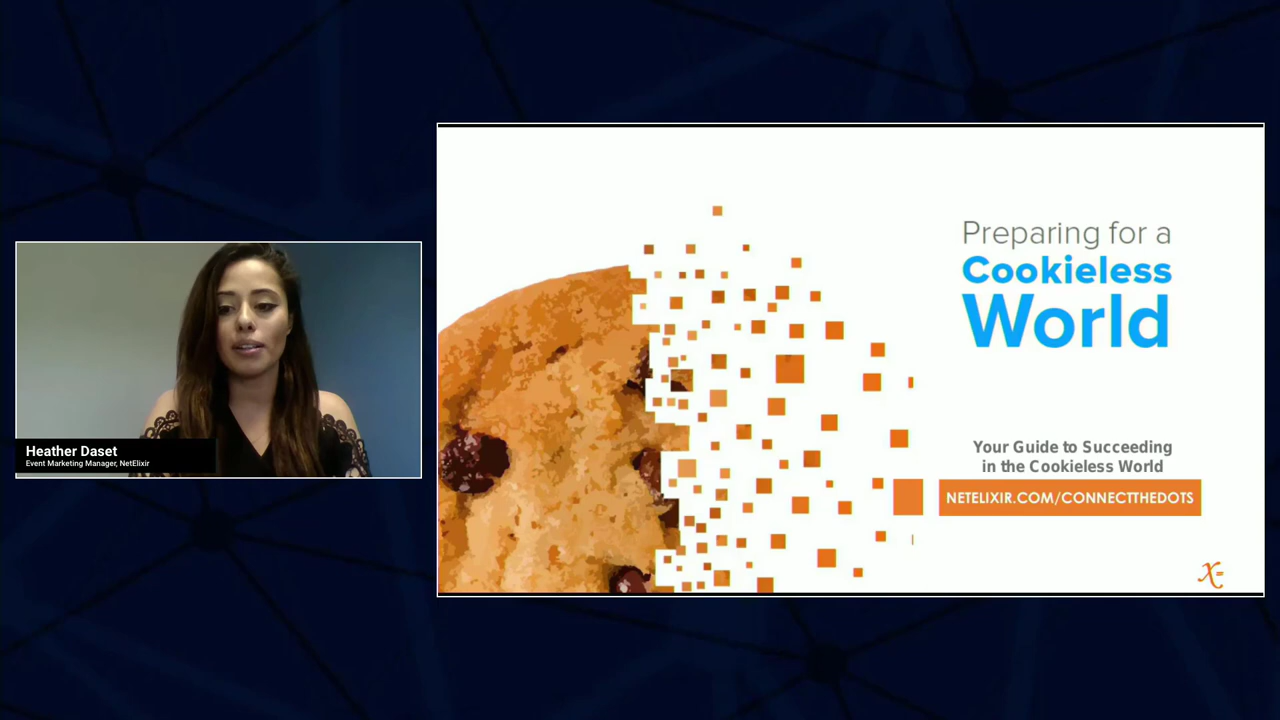 Heather Daset
Event Marketing Manager, NetElixir
Preparing for a
Cookieless
World
Your Guide to Succeeding
in the Cookieless World
NETELIXIR.COM/CONNECTTHEDOTS
X=